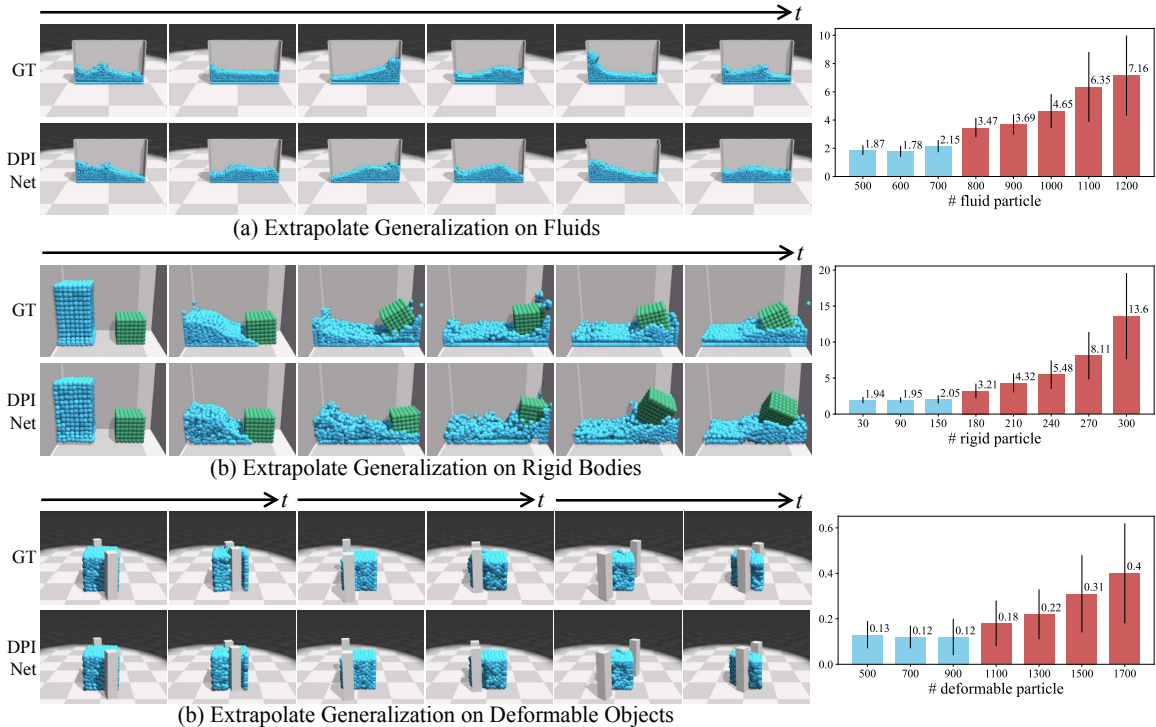 t
GT
DPI
Net
(a) Extrapolate Generalization on Fluids
10
8
6
4
2
0
1.87
1.78
2.15
3.47
3.69
4.65
6.35
7.16
500 600 700 800 900 1000 1100 1200
# fluid particle
t
GT
DPI
Net
(b) Extrapolate Generalization on Rigid Bodies
20
15
10
5
0
1.94
1.95
2.05
3.21
4.32
5.48
8.11
13.6
30 90 150 180 210 240 270 300
# rigid particle
t t t
GT
DPI
Net
(b) Extrapolate Generalization on Deformable Objects
0.6
0.4
0.2
0.0
0.13
0.12
0.12
0.18
0.22
0.31
0.4
500 700 900 1100 1300 1500 1700
# deformable particle